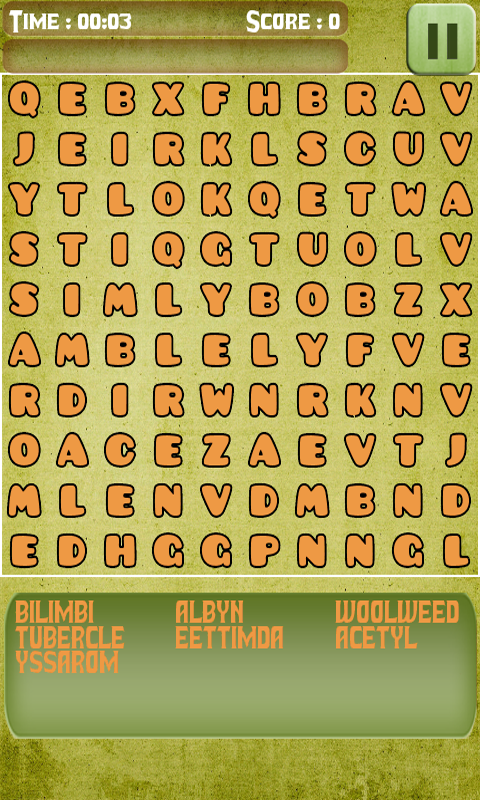 TIME : 00:03 SCORE : 0
Q E B X F H B R A V
J E I R K L S C U V
Y T L O K Q E T W A
S T I Q G T U O L V
S I M L Y B O B Z X
A M B L E L Y F V E
R D I R W N R K N V
O A C E Z A E V T J
M L E N V D M B N D
E D H G G P N N G L
BILIMBI ALBYN WOOLWEED
TUBERCLE EETTIMDA ACETYL
YSSAROM